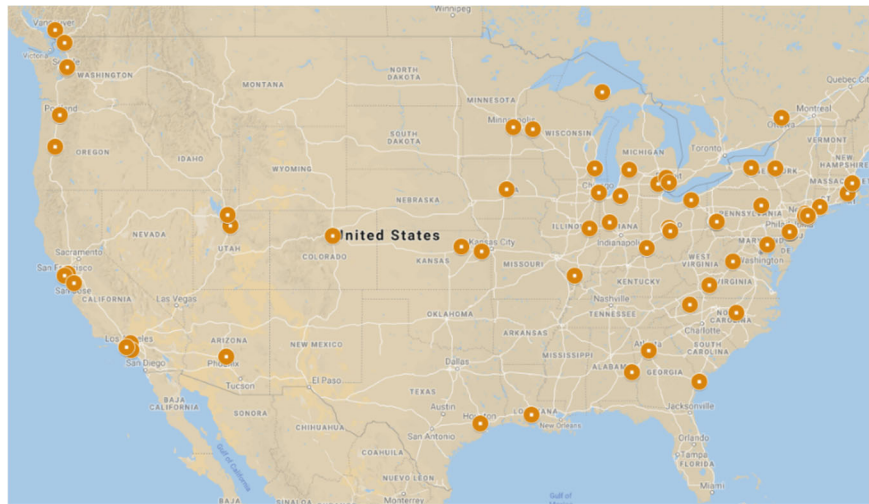 Winnipeg
Vancouver
Victoria
WASHINGTON
NORTH
DAKOTA
MONTANA
MINNESOTA
Quebec City
Montreal
Ottawa
Minneapolis
WISCONSIN
VERMONT
Portland
OREGON
SOUTH
DAKOTA
MICHIGAN
Toronto
NEW
HAMPSHIRE
IDAHO
WYOMING
MASSACHUSETTS
Chicago
NEBRASKA
PENNSYLVANIA
NEVADA
UTAH
United States
ILLINOIS
INDIANA
Indianapolis
Sacramento
COLORADO
KANSAS
Kansas City
MISSOURI
WEST
VIRGINIA
Washington
San Francisco
San Jose
CALIFORNIA
KENTUCKY
VIRGINIA
Las Vegas
Nashville
TENNESSEE
OKLAHOMA
Charlotte
Los Angeles
ARIZONA
NEW MEXICO
ARKANSAS
SOUTH
CAROLINA
Atlanta
San Diego
Phoenix
MISSISSIPPI
ALABAMA
GEORGIA
Dallas
Tucson
El Paso
BAJA
CALIFORNIA
TEXAS
SONORA
Austin
Houston
LOUISIANA
New Orleans
Jacksonville
CHIHUAHUA
San Antonio
Orlando
Tampa
FLORIDA
Gulf of
California
COAHUILA
Miami
NUEVO LEON
Monterrey
BAJA
SINALOA
Gulf of